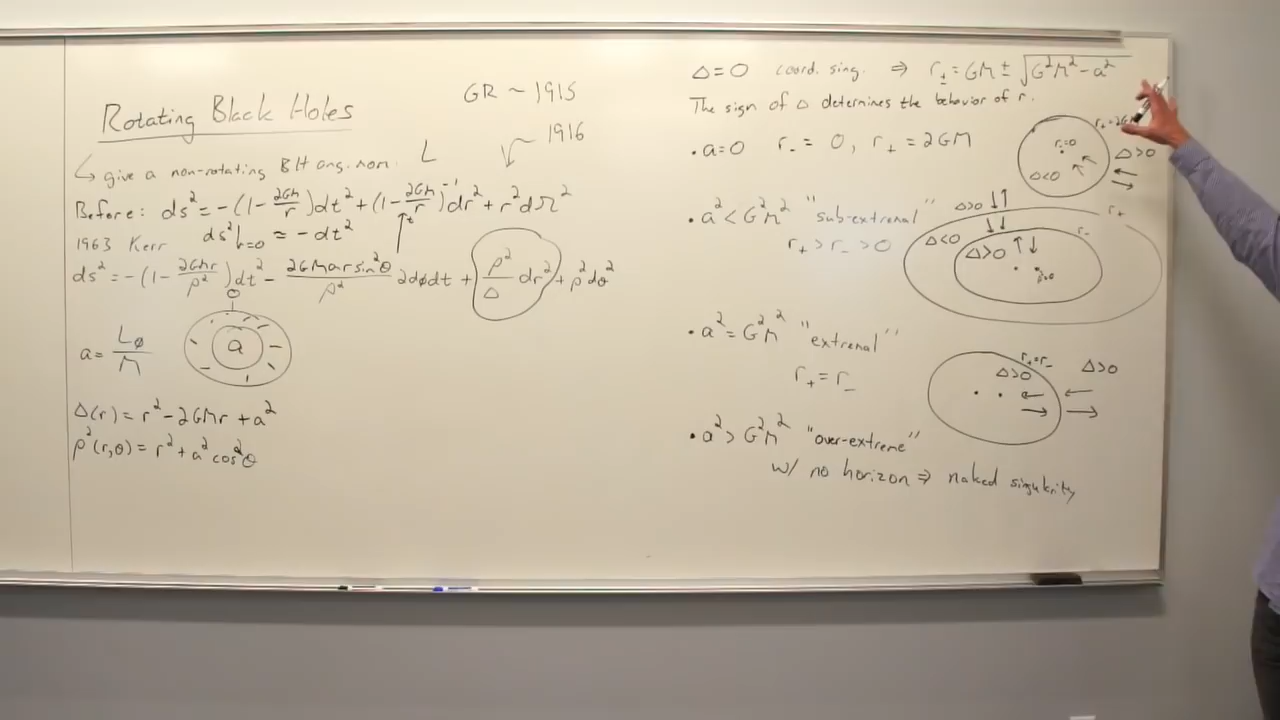 Rotating Black Holes
GR ~ 1915
1916
↳ give a non-rotating BH ang. mom. L
Before: ds² = -(1 - 2GM/r)dt² + (1 - 2GM/r)⁻¹dr² + r²dΩ²
1963 Kerr ds²|r=0 ≈ -dt²
ds² = -(1 - 2GMr/ρ²)dt² - 2GMar sin²θ/ρ² 2dφdt + ρ²/Δ dr² + ρ²dθ²
a = Lφ/M
a
Δ(r) = r² - 2GMr + a²
ρ²(r,θ) = r² + a²cos²θ
Δ=0 coord. sing. ⇒ r± = GM ± √G²M² - a²
The sign of Δ determines the behavior of r.
• a=0 r₋ = 0, r₊ = 2GM
r₋=0
Δ<0
Δ>0
• a² < G²M² "sub-extremal"
r₊ > r₋ > 0
Δ>0 ↑↓
r₊
Δ<0 ↓↓
r₋
Δ>0 ↑↓
• a² = G²M² "extremal"
r₊ = r₋
r₊=r₋
Δ>0
Δ>0
• a² > G²M² "over-extreme"
w/ no horizon ⇒ naked singularity